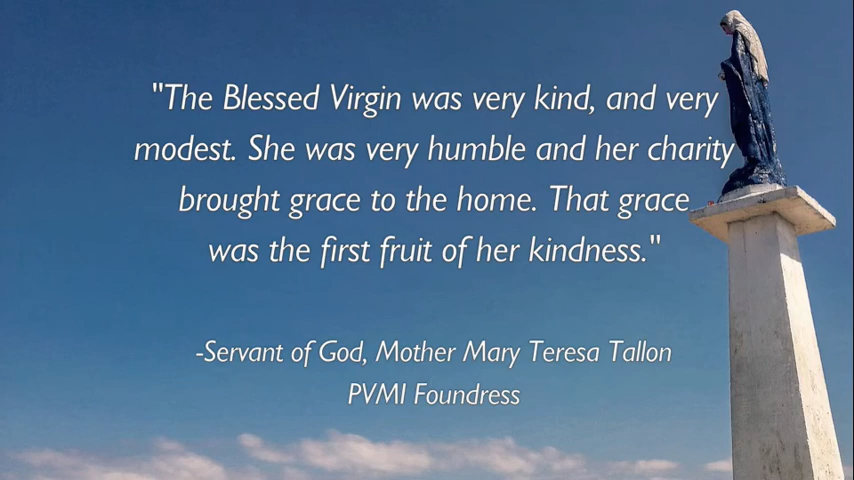 "The Blessed Virgin was very kind, and very
modest. She was very humble and her charity
brought grace to the home. That grace
was the first fruit of her kindness."
-Servant of God, Mother Mary Teresa Tallon
PVMI Foundress